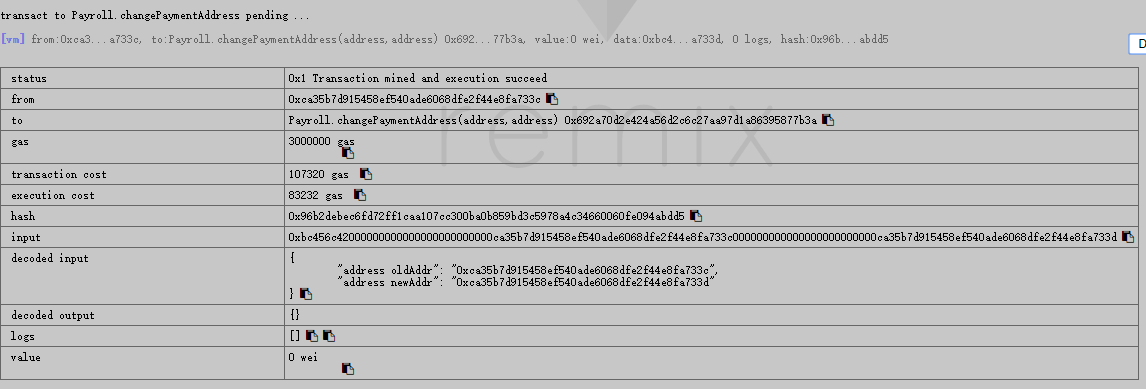 transact to Payroll.changePaymentAddress pending ...
[vm] from:0xca3...a733c, to:Payroll.changePaymentAddress(address,address) 0x692...77b3a, value:0 wei, data:0xbc4...a733d, 0 logs, hash:0x96b...abdd5
D
remix
status 0x1 Transaction mined and execution succeed
from 0xca35b7d915458ef540ade6068dfe2f44e8fa733c
to Payroll.changePaymentAddress(address,address) 0x692a70d2e424a56d2c6c27aa97d1a86395877b3a
gas 3000000 gas
transaction cost 107320 gas
execution cost 83232 gas
hash 0x96b2debec6fd72ff1caa107cc300ba0b859bd3c5978a4c34660060fe094abdd5
input 0xbc456c42000000000000000000000000ca35b7d915458ef540ade6068dfe2f44e8fa733c000000000000000000000000ca35b7d915458ef540ade6068dfe2f44e8fa733d
decoded input {
"address oldAddr": "0xca35b7d915458ef540ade6068dfe2f44e8fa733c",
"address newAddr": "0xca35b7d915458ef540ade6068dfe2f44e8fa733d"
}
decoded output {}
logs []
value 0 wei